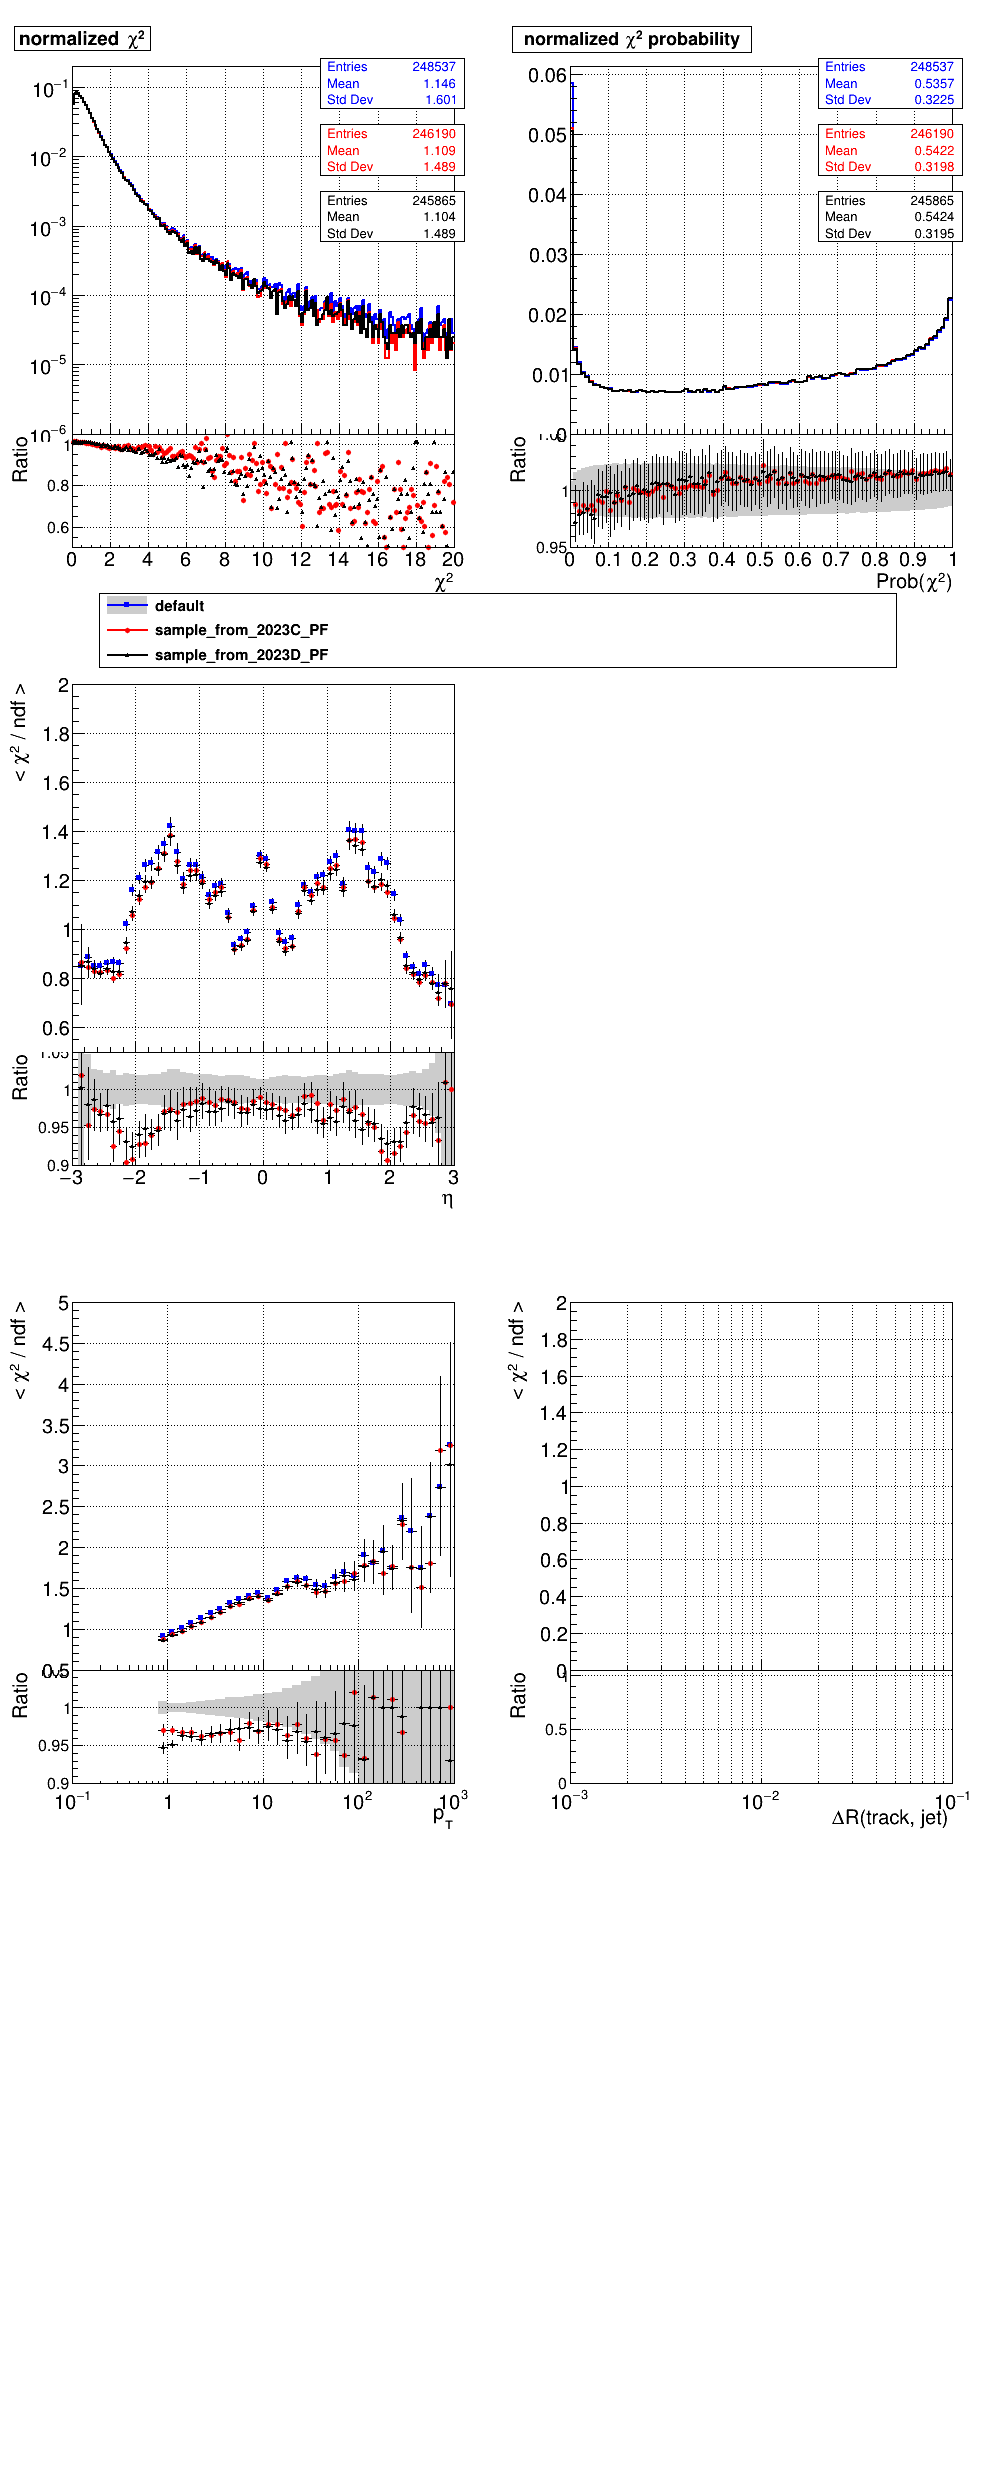 normalized χ²
normalized χ² probability
Entries 248537
Mean 1.146
Std Dev 1.601
Entries 246190
Mean 1.109
Std Dev 1.489
Entries 245865
Mean 1.104
Std Dev 1.489
10⁻¹
10⁻²
10⁻³
10⁻⁴
10⁻⁵
10⁻⁶
Ratio
1
0.8
0.6
0 2 4 6 8 10 12 14 16 18 20
χ²
Entries 248537
Mean 0.5357
Std Dev 0.3225
Entries 246190
Mean 0.5422
Std Dev 0.3198
Entries 245865
Mean 0.5424
Std Dev 0.3195
0.06
0.05
0.04
0.03
0.02
0.01
0
Ratio
1
0.95
0 0.1 0.2 0.3 0.4 0.5 0.6 0.7 0.8 0.9 1
Prob(χ²)
default
sample_from_2023C_PF
sample_from_2023D_PF
< χ² / ndf >
2
1.8
1.6
1.4
1.2
1
0.8
0.6
Ratio
1.05
1
0.95
0.9
−3 −2 −1 0 1 2 3
η
< χ² / ndf >
5
4.5
4
3.5
3
2.5
2
1.5
1
0.5
Ratio
1
0.95
0.9
10⁻¹ 1 10 10² 10³
p_T
< χ² / ndf >
2
1.8
1.6
1.4
1.2
1
0.8
0.6
0.4
0.2
0
Ratio
1
0.5
0
10⁻³ 10⁻² 10⁻¹
ΔR(track, jet)